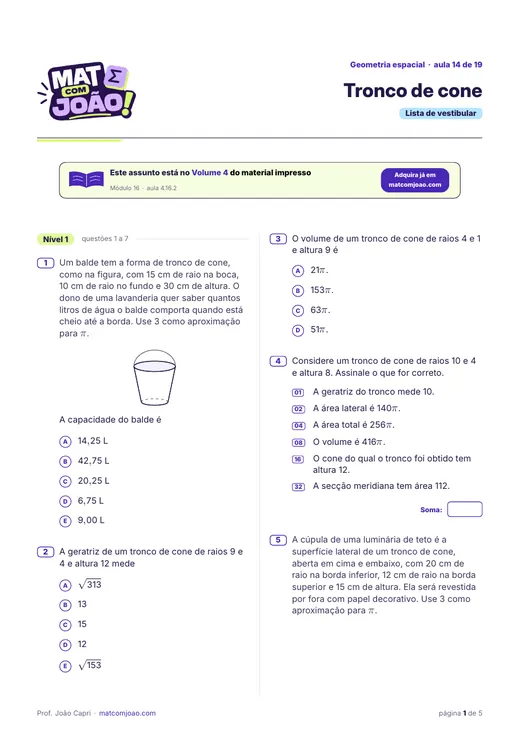 MAT Σ
COM
JOÃO!
Geometria espacial · aula 14 de 19
Tronco de cone
Lista de vestibular
Este assunto está no Volume 4 do material impresso
Módulo 16 · aula 4.16.2
Adquira já em
matcomjoao.com
Nível 1 questões 1 a 7
1 Um balde tem a forma de tronco de cone,
como na figura, com 15 cm de raio na boca,
10 cm de raio no fundo e 30 cm de altura. O
dono de uma lavanderia quer saber quantos
litros de água o balde comporta quando está
cheio até a borda. Use 3 como aproximação
para π.
A capacidade do balde é
A 14,25 L
B 42,75 L
C 20,25 L
D 6,75 L
E 9,00 L
2 A geratriz de um tronco de cone de raios 9 e
4 e altura 12 mede
A √313
B 13
C 15
D 12
E √153
3 O volume de um tronco de cone de raios 4 e 1
e altura 9 é
A 21π.
B 153π.
C 63π.
D 51π.
4 Considere um tronco de cone de raios 10 e 4
e altura 8. Assinale o que for correto.
01 A geratriz do tronco mede 10.
02 A área lateral é 140π.
04 A área total é 256π.
08 O volume é 416π.
16 O cone do qual o tronco foi obtido tem
altura 12.
32 A secção meridiana tem área 112.
Soma:
5 A cúpula de uma luminária de teto é a
superfície lateral de um tronco de cone,
aberta em cima e embaixo, com 20 cm de
raio na borda inferior, 12 cm de raio na borda
superior e 15 cm de altura. Ela será revestida
por fora com papel decorativo. Use 3 como
aproximação para π.
Prof. João Capri · matcomjoao.com
página 1 de 5